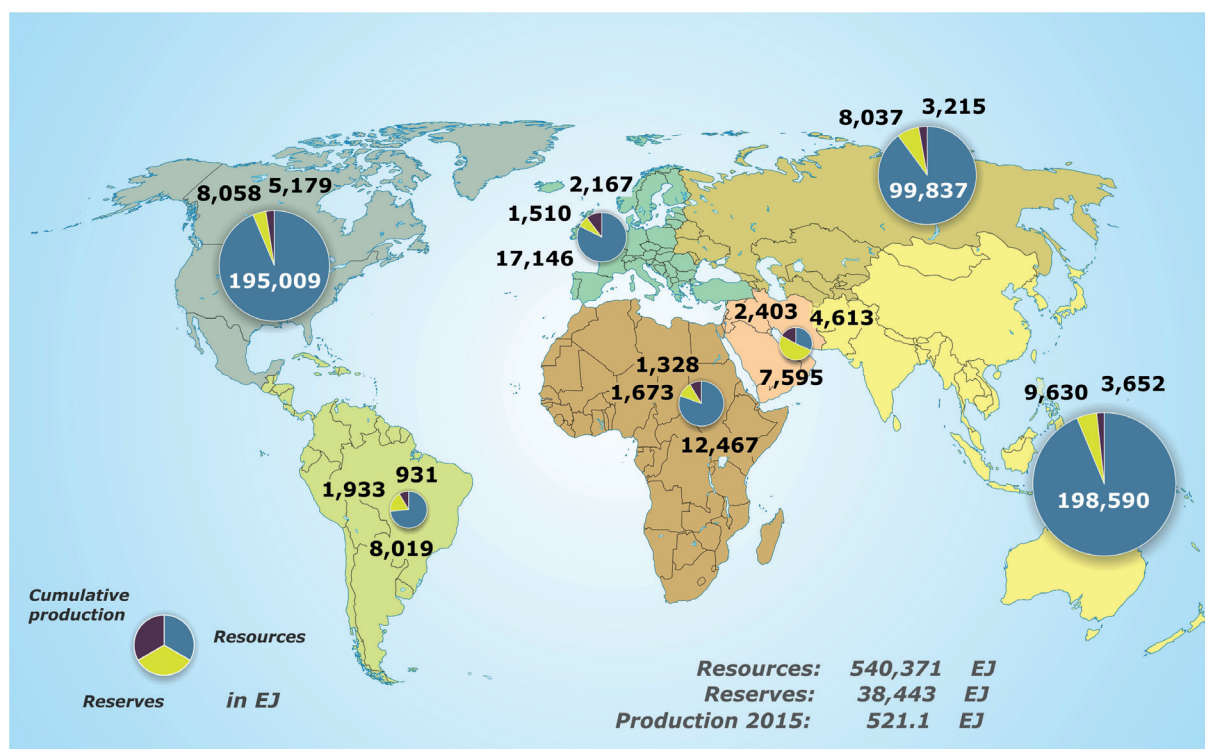 8,037 3,215
99,837
8,058 5,179
195,009
2,167
1,510
17,146
2,403 4,613
7,595
1,328
1,673
12,467
9,630 3,652
198,590
1,933 931
8,019
Cumulative
production
Resources
Reserves
in EJ
Resources: 540,371 EJ
Reserves: 38,443 EJ
Production 2015: 521.1 EJ